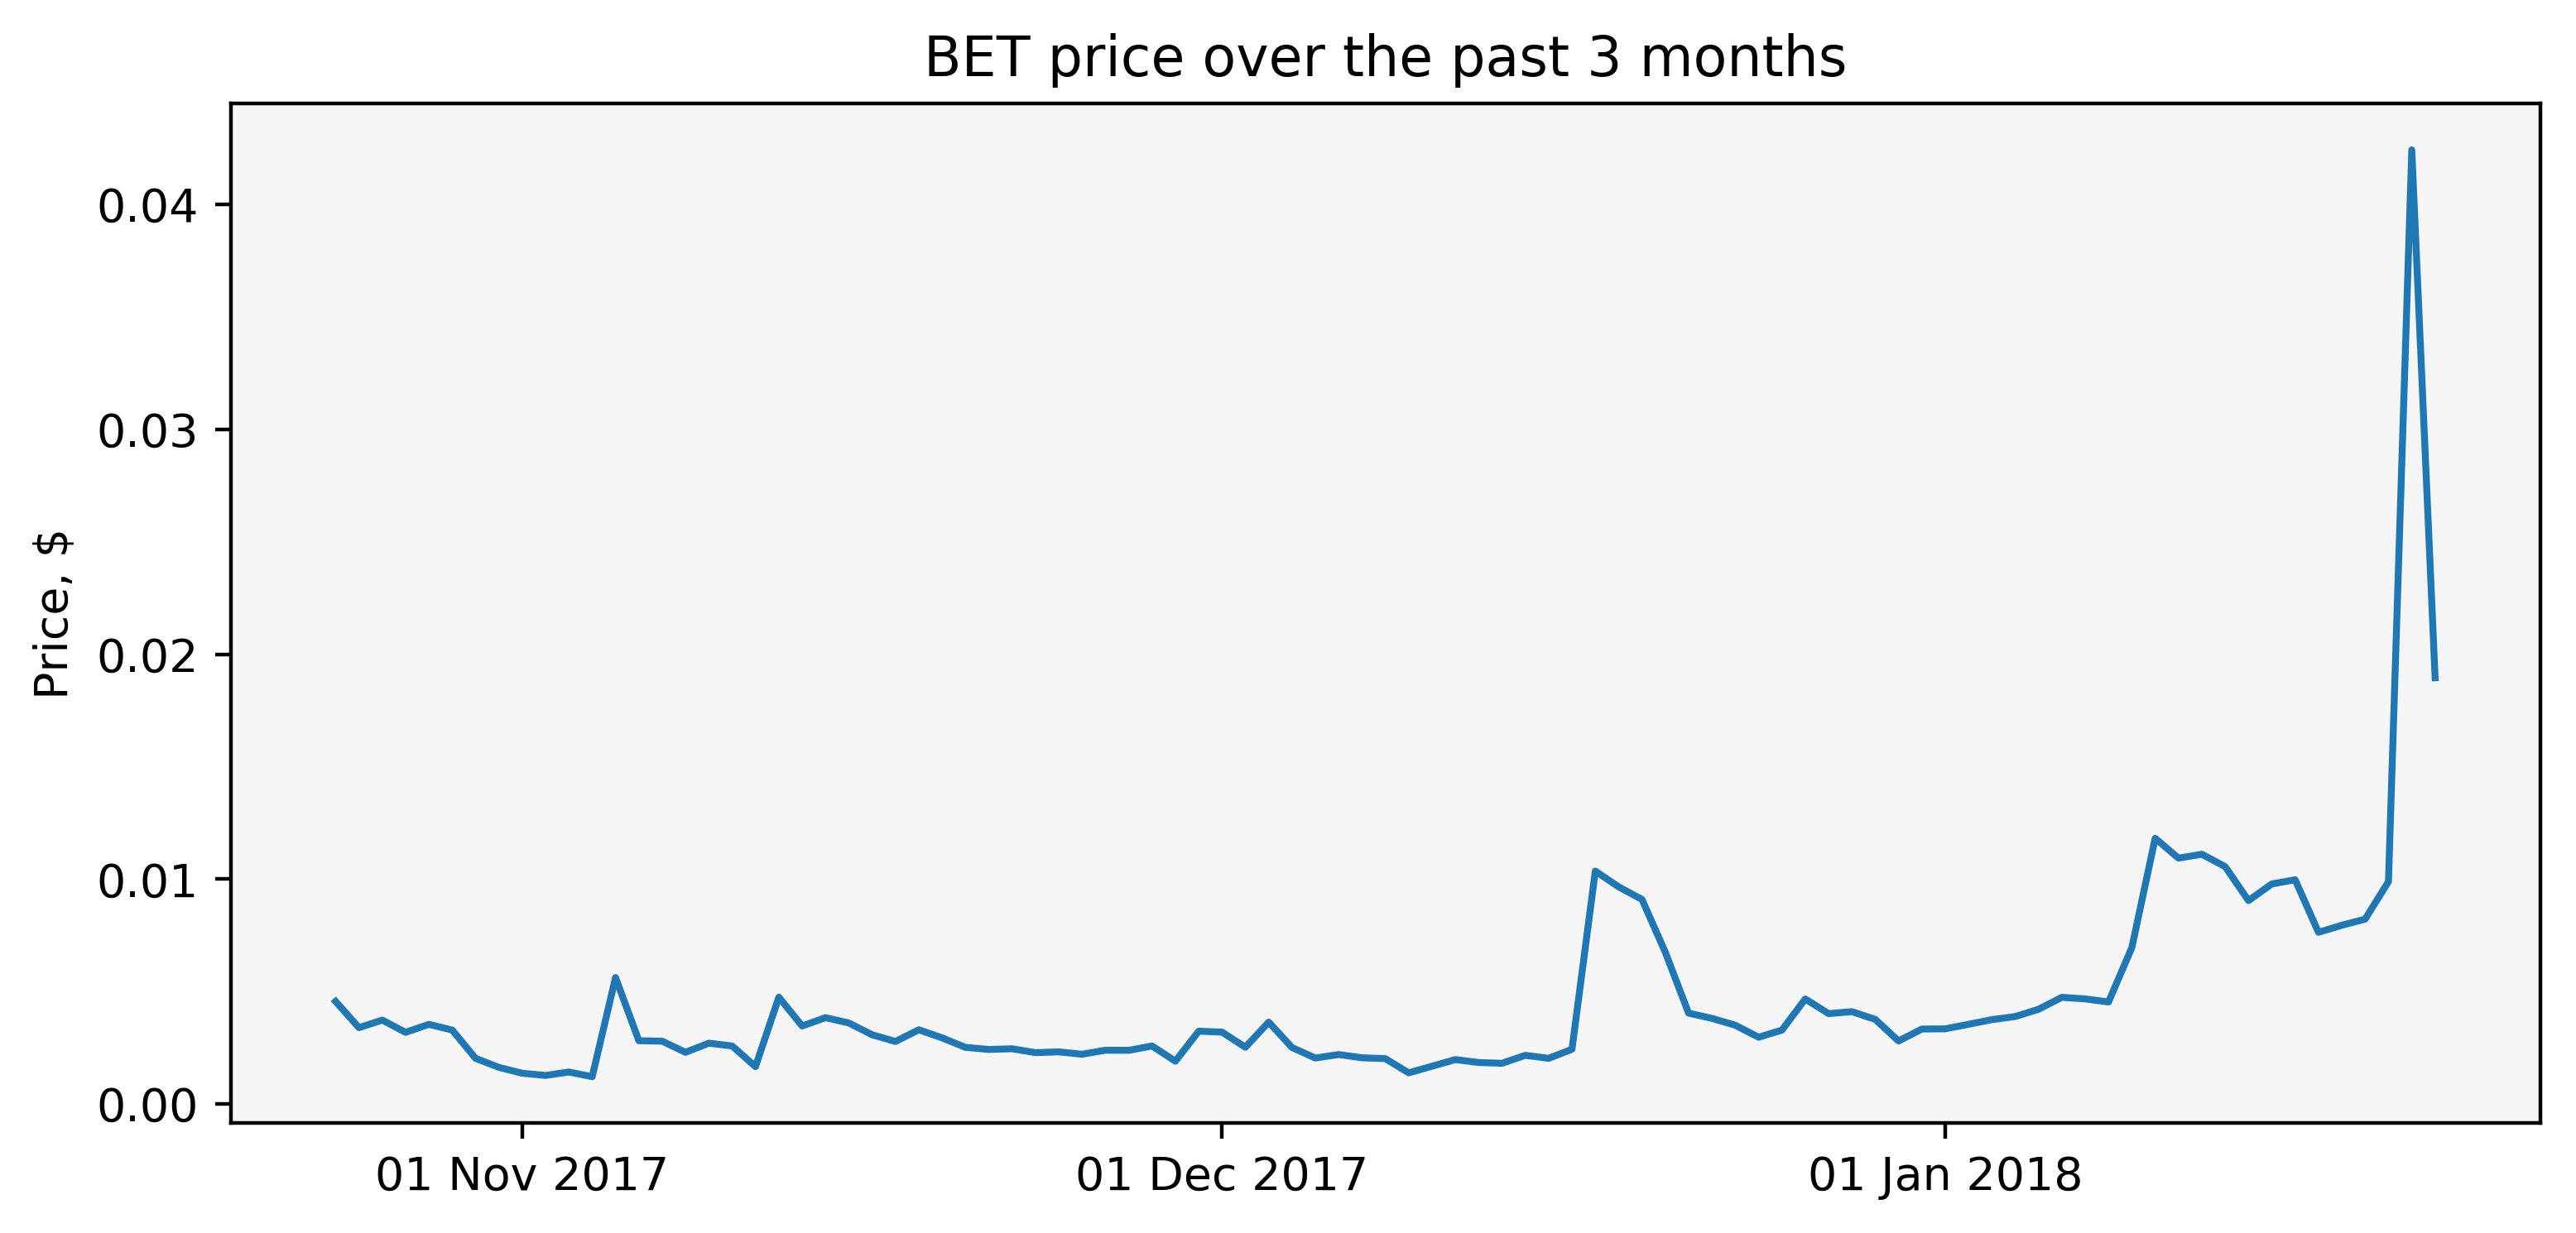 BET price over the past 3 months
Price, $
0.04
0.03
0.02
0.01
0.00
01 Nov 2017
01 Dec 2017
01 Jan 2018